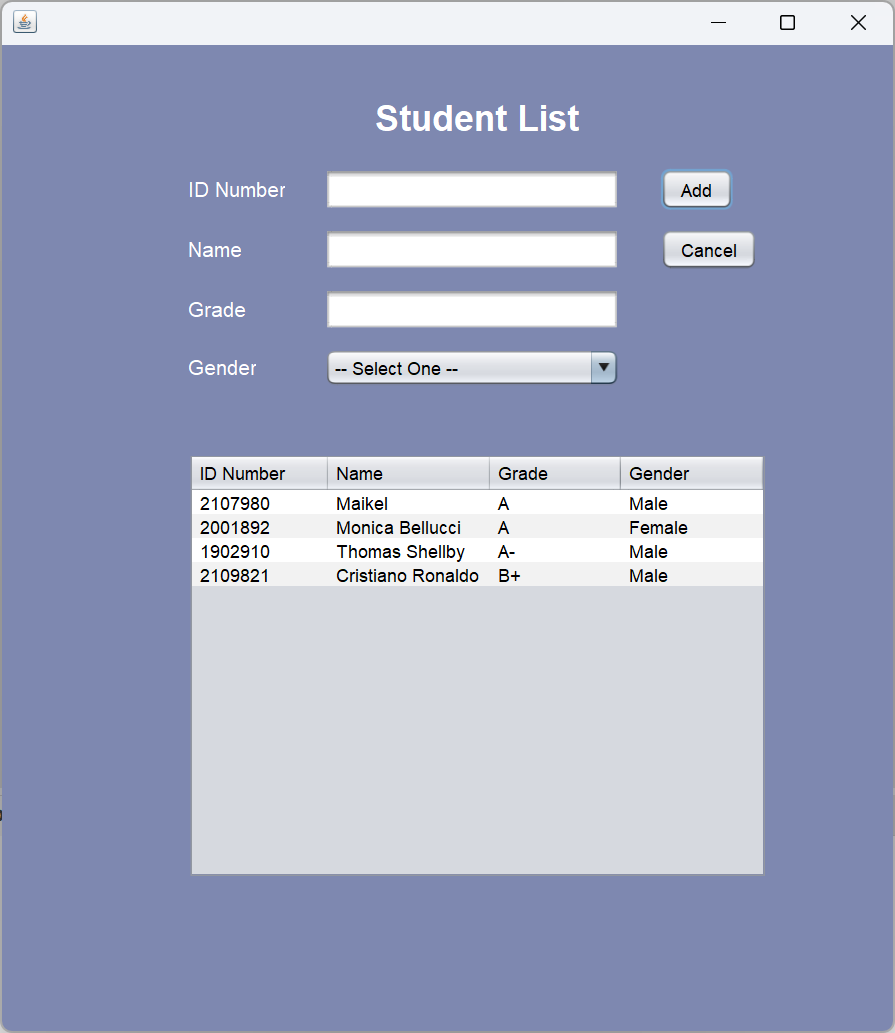 Student List
ID Number Add
Name Cancel
Grade
Gender -- Select One --
ID Number Name Grade Gender
2107980 Maikel A Male
2001892 Monica Bellucci A Female
1902910 Thomas Shellby A- Male
2109821 Cristiano Ronaldo B+ Male